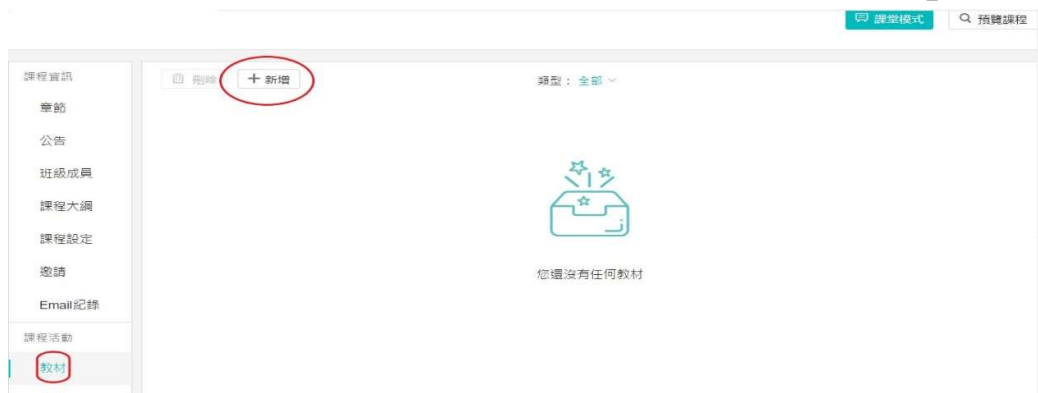 課堂模式
預覽課程
課程資訊
章節
公告
班級成員
課程大綱
課程設定
邀請
Email紀錄
課程活動
教材
刪除
+ 新增
類型： 全部
您還沒有任何教材